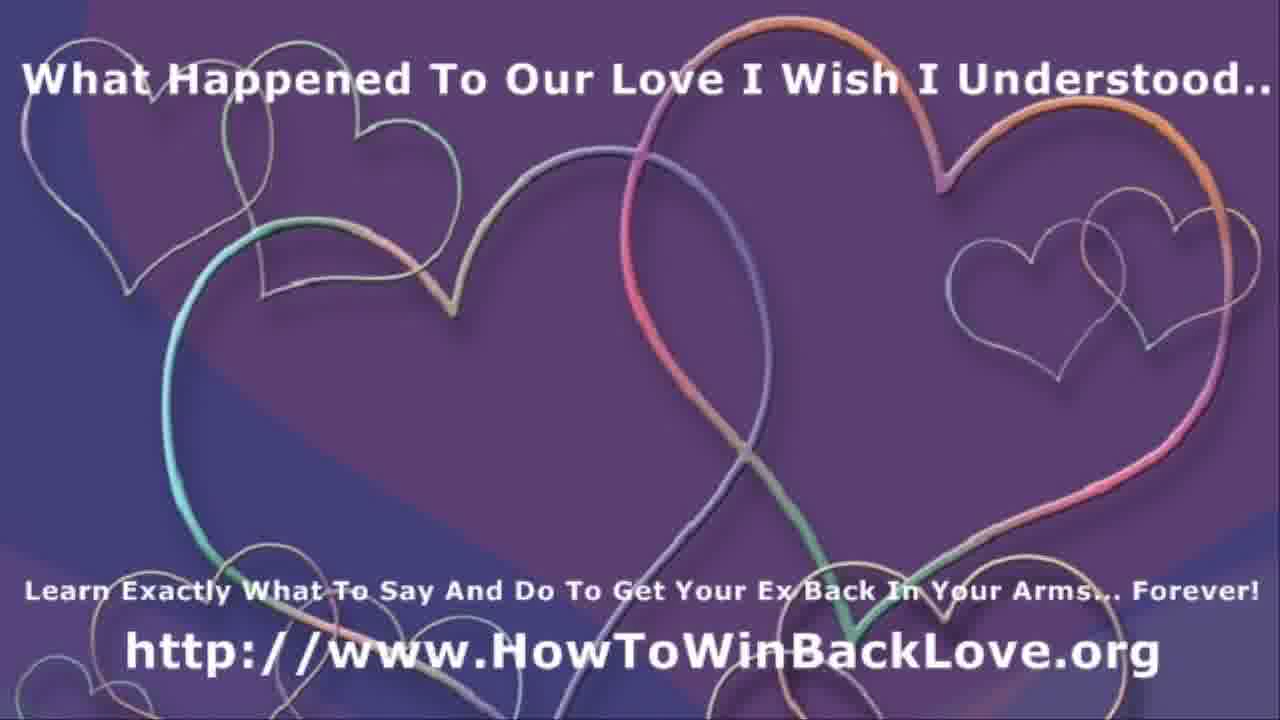 What Happened To Our Love I Wish I Understood..
Learn Exactly What To Say And Do To Get Your Ex Back In Your Arms... Forever!
http://www.HowToWinBackLove.org